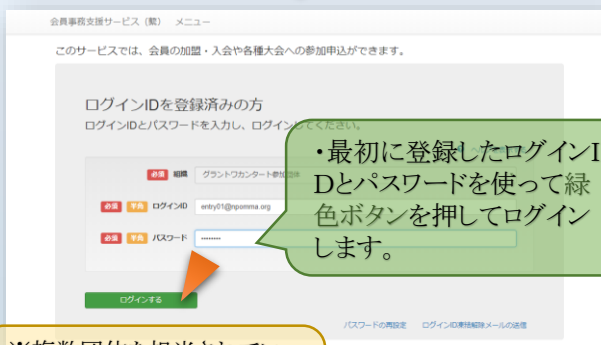 会員事務支援サービス（繋） メニュー
このサービスでは、会員の加盟・入会や各種大会への参加申込ができます。
ログインIDを登録済みの方
ログインIDとパスワードを入力し、ログインしてください。
・最初に登録したログインI
Dとパスワードを使って緑
色ボタンを押してログイン
します。
必須 組織 グラントワカンタート参加団体
必須 半角 ログインID entry01@npomma.org
必須 半角 パスワード ········
ログインする
パスワードの再設定 ログインID凍結解除メールの送信